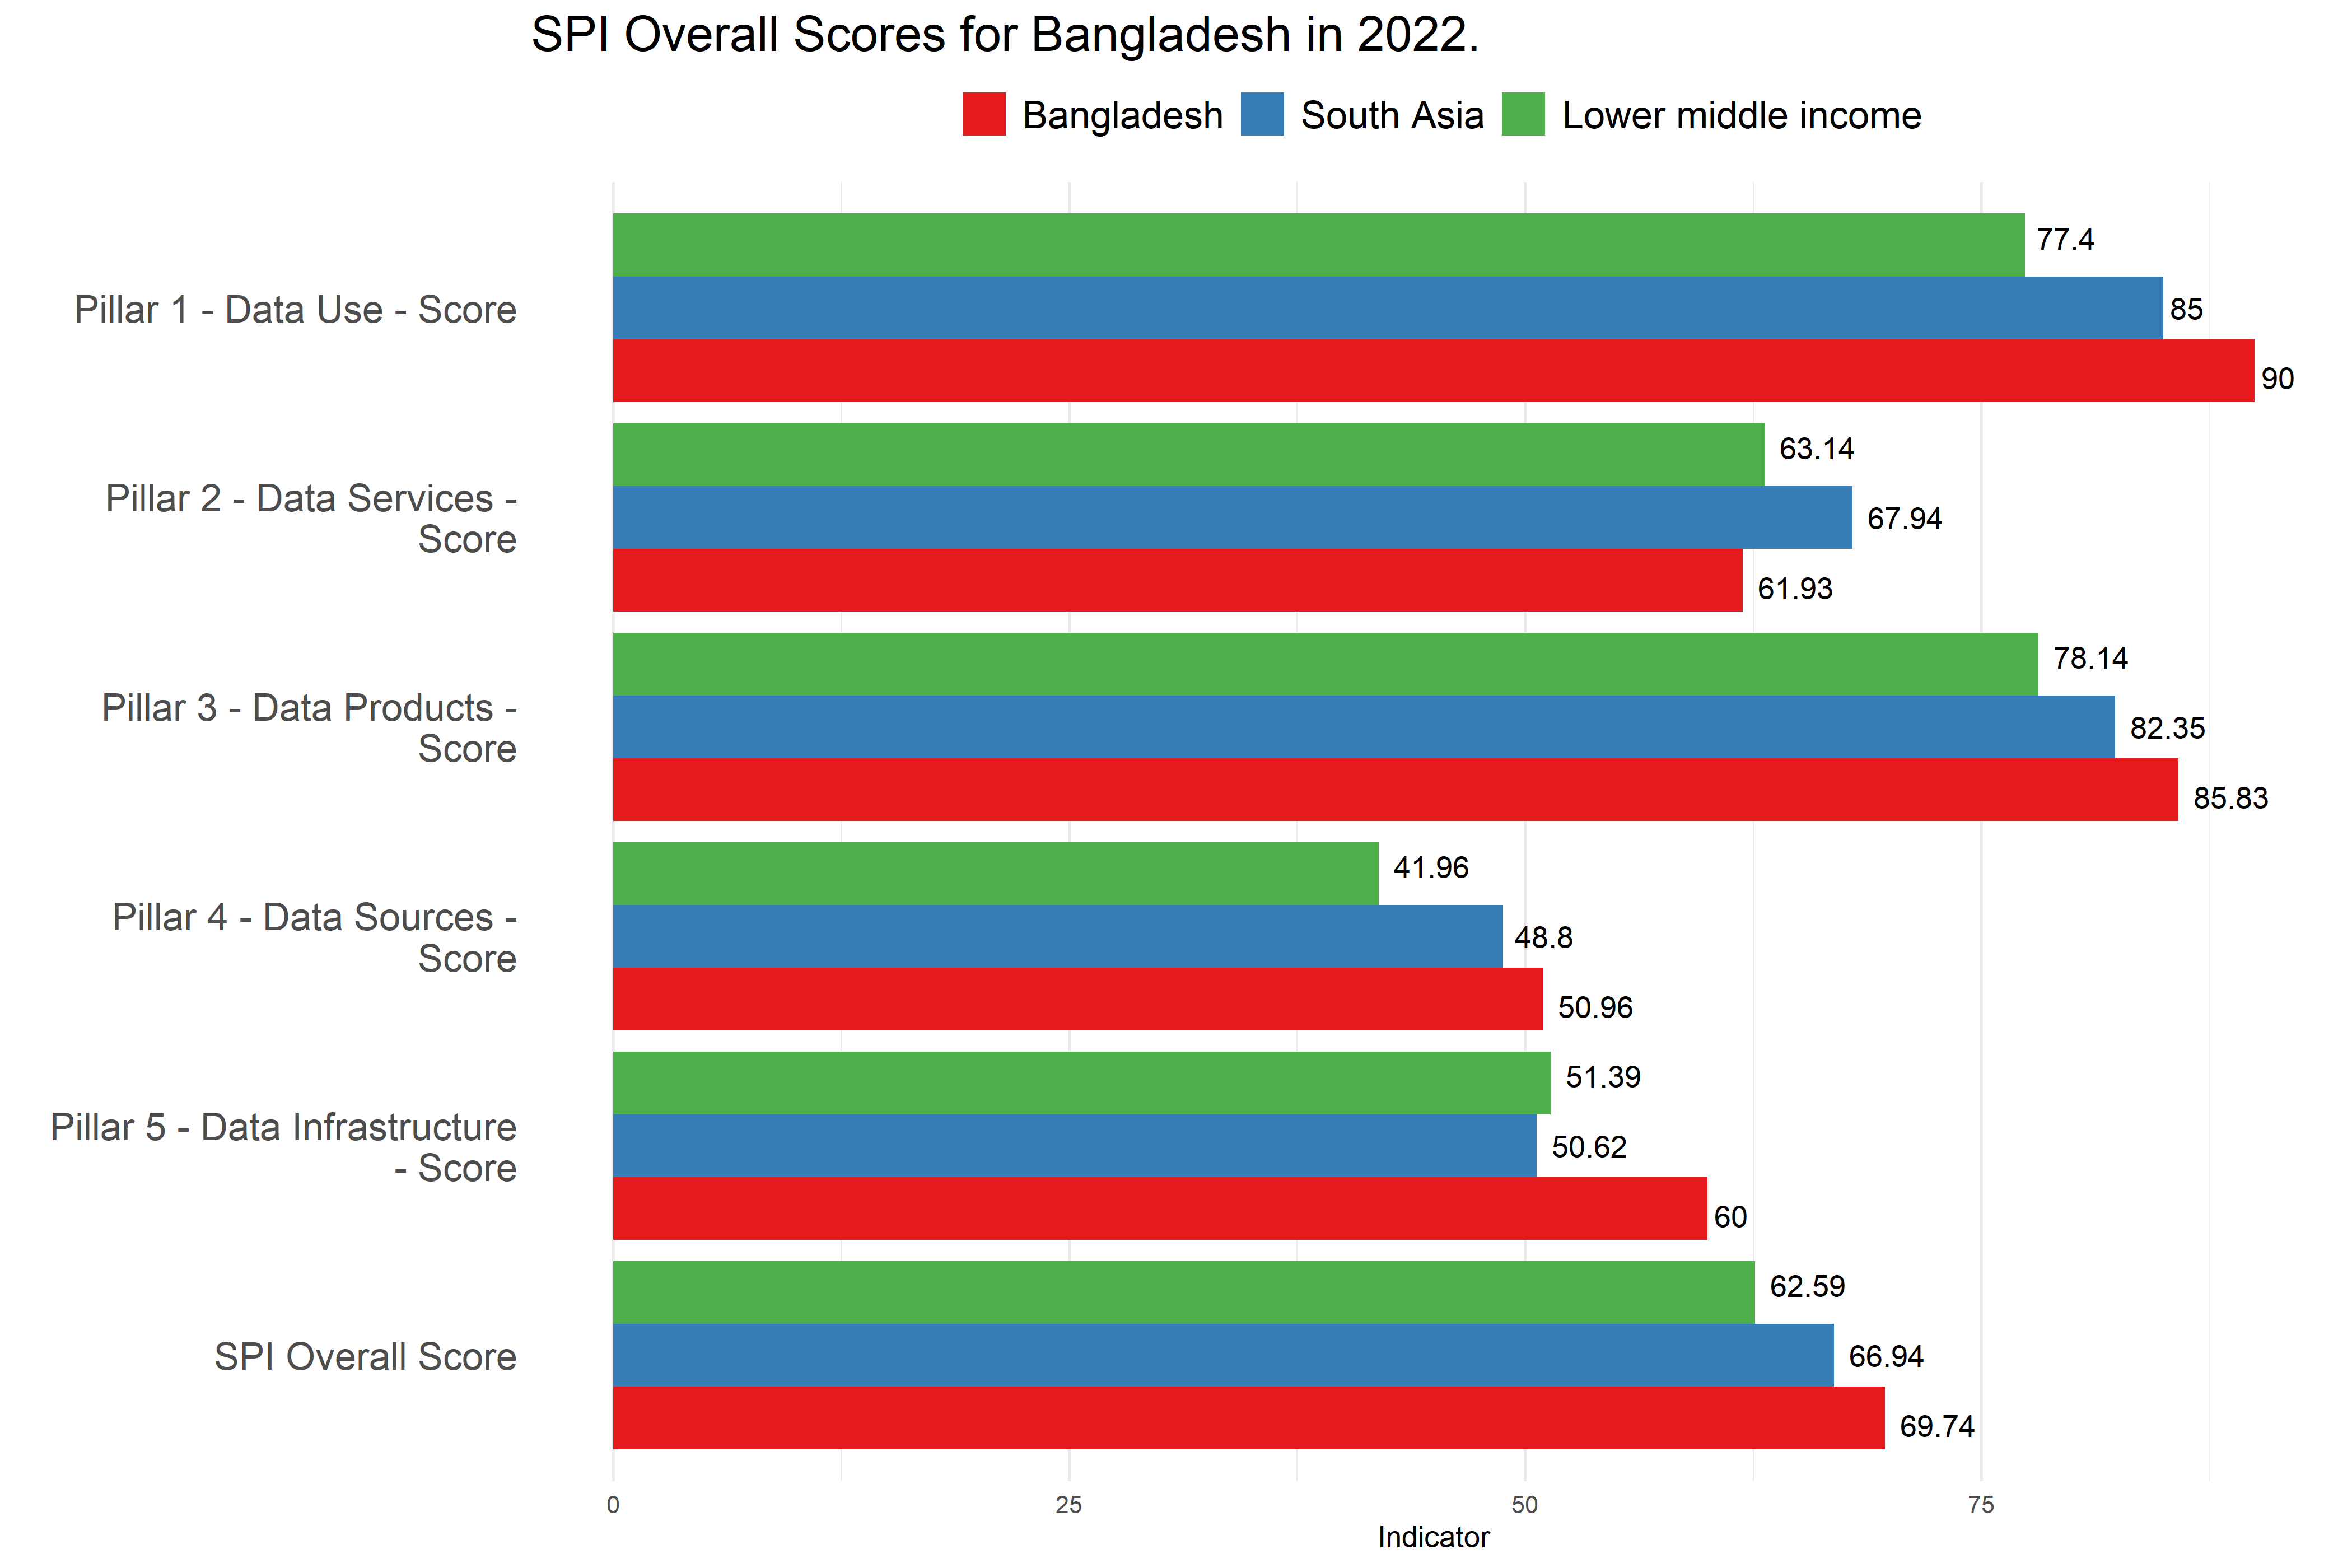 SPI Overall Scores for Bangladesh in 2022.
Bangladesh South Asia Lower middle income
Pillar 1 - Data Use - Score
77.4
85
90
Pillar 2 - Data Services -
Score
63.14
67.94
61.93
Pillar 3 - Data Products -
Score
78.14
82.35
85.83
Pillar 4 - Data Sources -
Score
41.96
48.8
50.96
Pillar 5 - Data Infrastructure
- Score
51.39
50.62
60
SPI Overall Score
62.59
66.94
69.74
0 25 50 75
Indicator